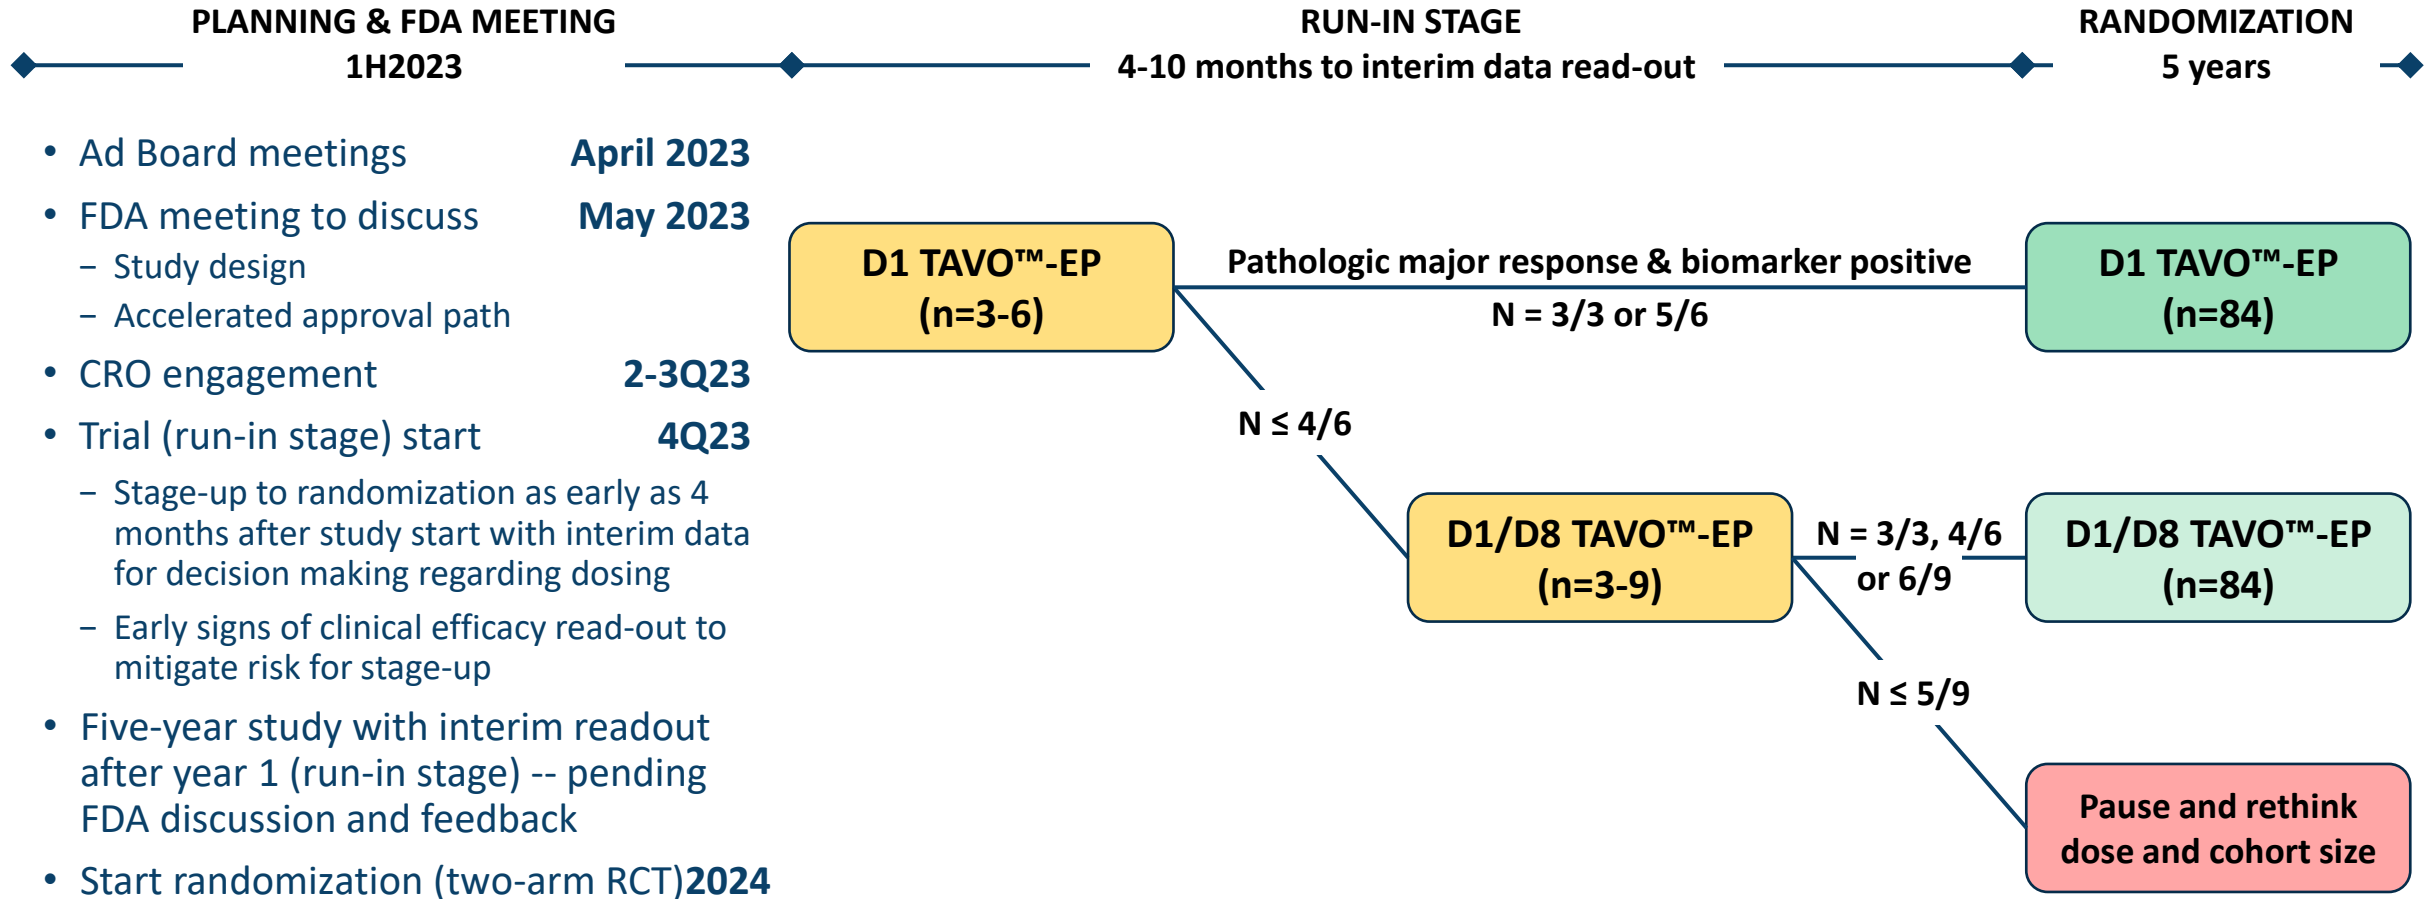 PLANNING & FDA MEETING
1H2023
RUN-IN STAGE
4-10 months to interim data read-out
RANDOMIZATION
5 years
• Ad Board meetings April 2023
• FDA meeting to discuss May 2023
– Study design
– Accelerated approval path
• CRO engagement 2-3Q23
• Trial (run-in stage) start 4Q23
– Stage-up to randomization as early as 4
months after study start with interim data
for decision making regarding dosing
– Early signs of clinical efficacy read-out to
mitigate risk for stage-up
• Five-year study with interim readout
after year 1 (run-in stage) -- pending
FDA discussion and feedback
• Start randomization (two-arm RCT)2024
D1 TAVO™-EP
(n=3-6)
Pathologic major response & biomarker positive
N = 3/3 or 5/6
D1 TAVO™-EP
(n=84)
N ≤ 4/6
D1/D8 TAVO™-EP
(n=3-9)
N = 3/3, 4/6
or 6/9
D1/D8 TAVO™-EP
(n=84)
N ≤ 5/9
Pause and rethink
dose and cohort size